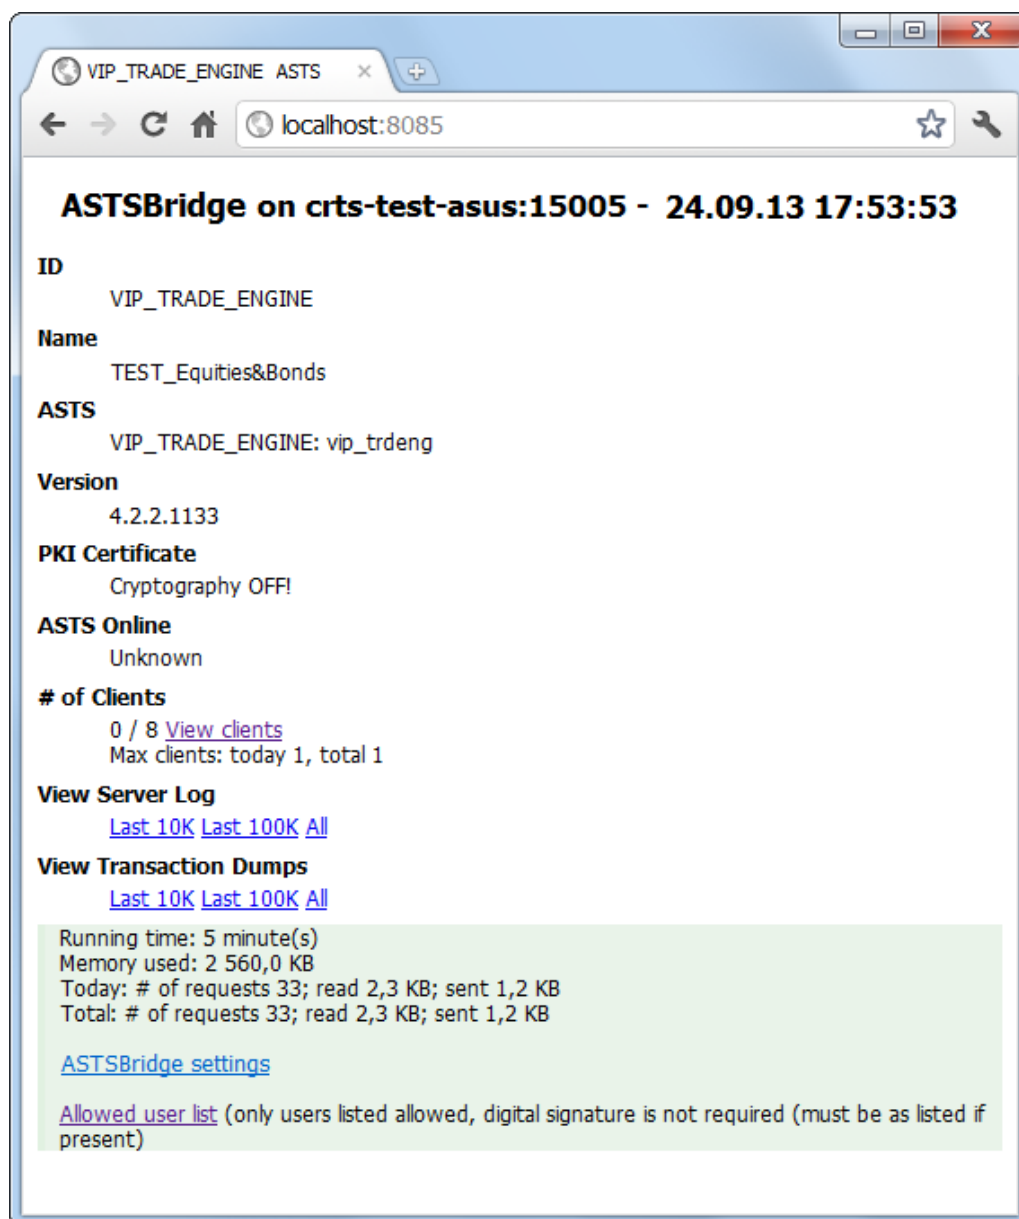 VIP_TRADE_ENGINE ASTS
localhost:8085
ASTSBridge on crts-test-asus:15005 - 24.09.13 17:53:53
ID
VIP_TRADE_ENGINE
Name
TEST_Equities&Bonds
ASTS
VIP_TRADE_ENGINE: vip_trdeng
Version
4.2.2.1133
PKI Certificate
Cryptography OFF!
ASTS Online
Unknown
# of Clients
0 / 8 View clients
Max clients: today 1, total 1
View Server Log
Last 10K Last 100K All
View Transaction Dumps
Last 10K Last 100K All
Running time: 5 minute(s)
Memory used: 2 560,0 KB
Today: # of requests 33; read 2,3 KB; sent 1,2 KB
Total: # of requests 33; read 2,3 KB; sent 1,2 KB
ASTSBridge settings
Allowed user list (only users listed allowed, digital signature is not required (must be as listed if
present)